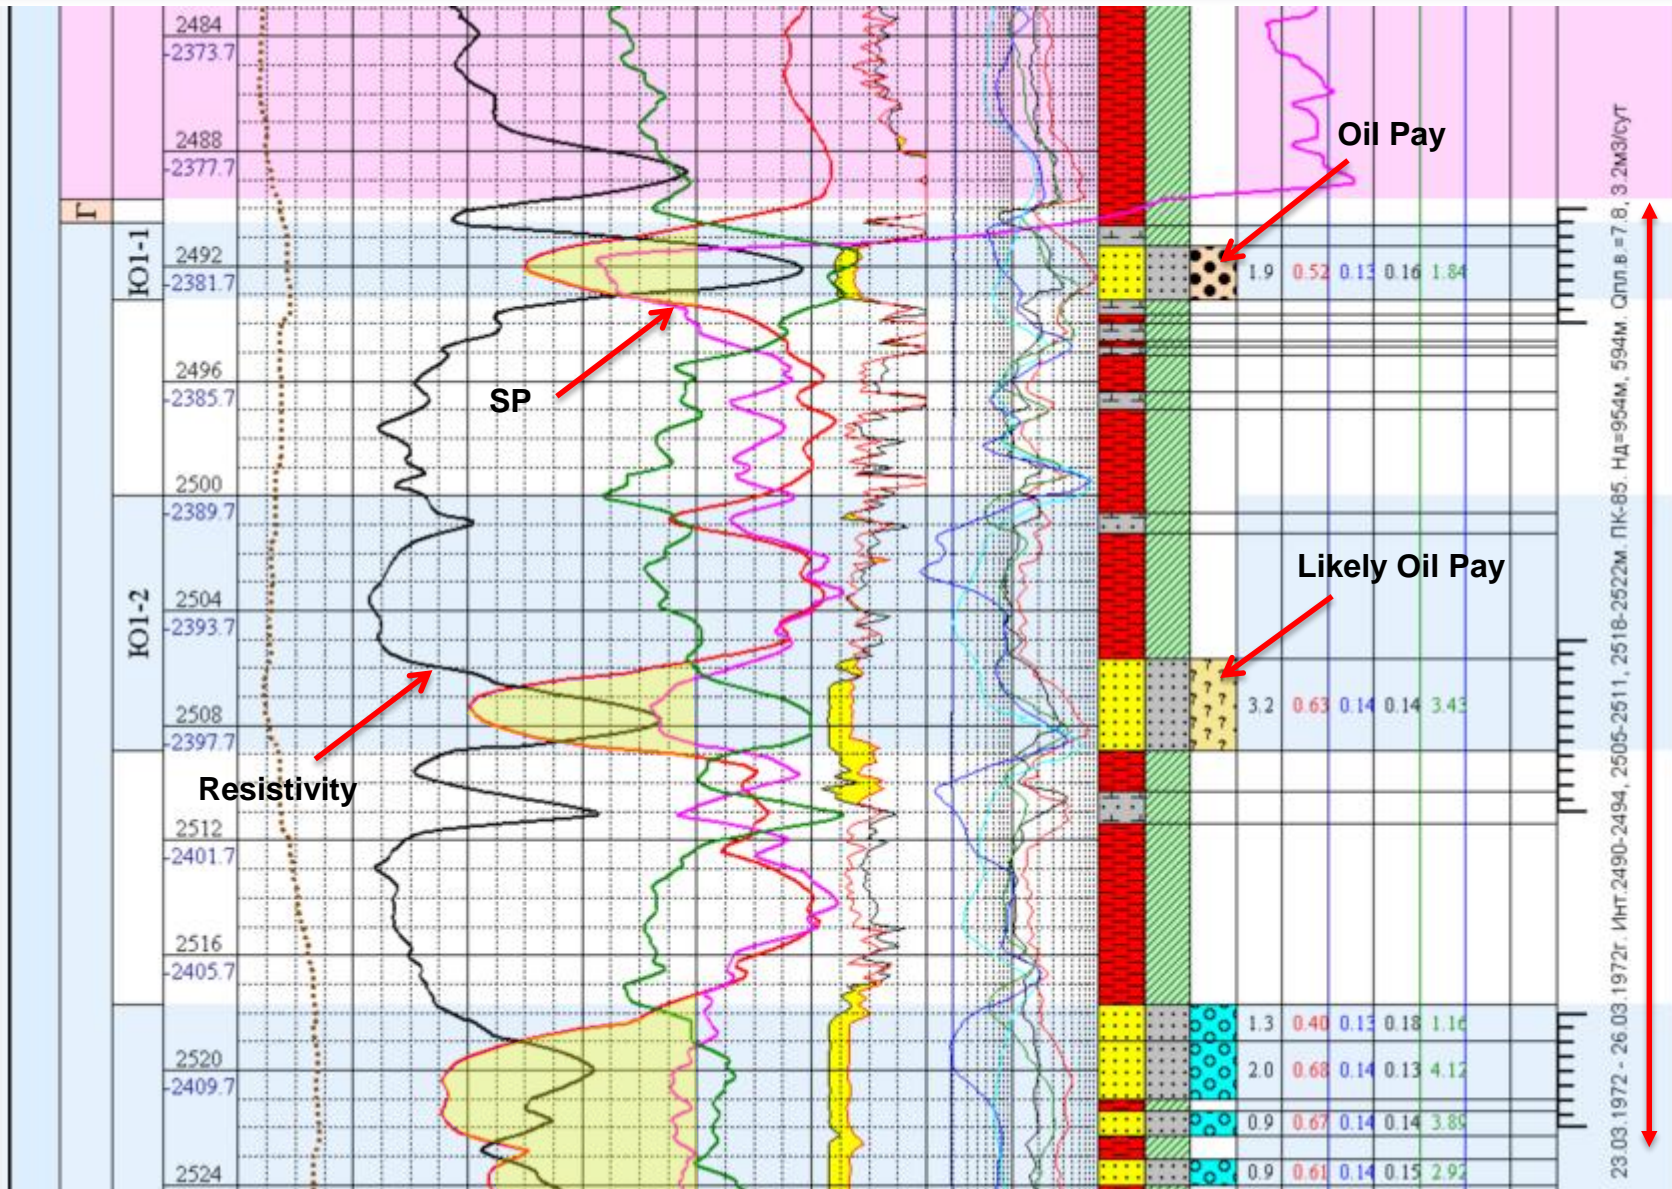 2484
-2373.7
2488
-2377.7
Oil Pay
Г
Ю1-1
2492
-2381.7
1.9 0.52 0.13 0.16 1.84
SP
2496
-2385.7
2500
-2389.7
Likely Oil Pay
Ю1-2
2504
-2393.7
3.2 0.63 0.14 0.14 3.43
2508
-2397.7
Resistivity
2512
-2401.7
2516
-2405.7
1.3 0.40 0.13 0.18 1.16
2520
-2409.7
2.0 0.68 0.14 0.13 4.12
0.9 0.67 0.14 0.14 3.89
2524
0.9 0.61 0.14 0.15 2.92
? ? ? ? ? ? ? ?
23.03.1972 - 26.03.1972г. Инт.2490-2494, 2505-2511, 2518-2522м. ПК-85. Нд=954м, 594м. Qпл.в.=7.8, 3.2м3/сут